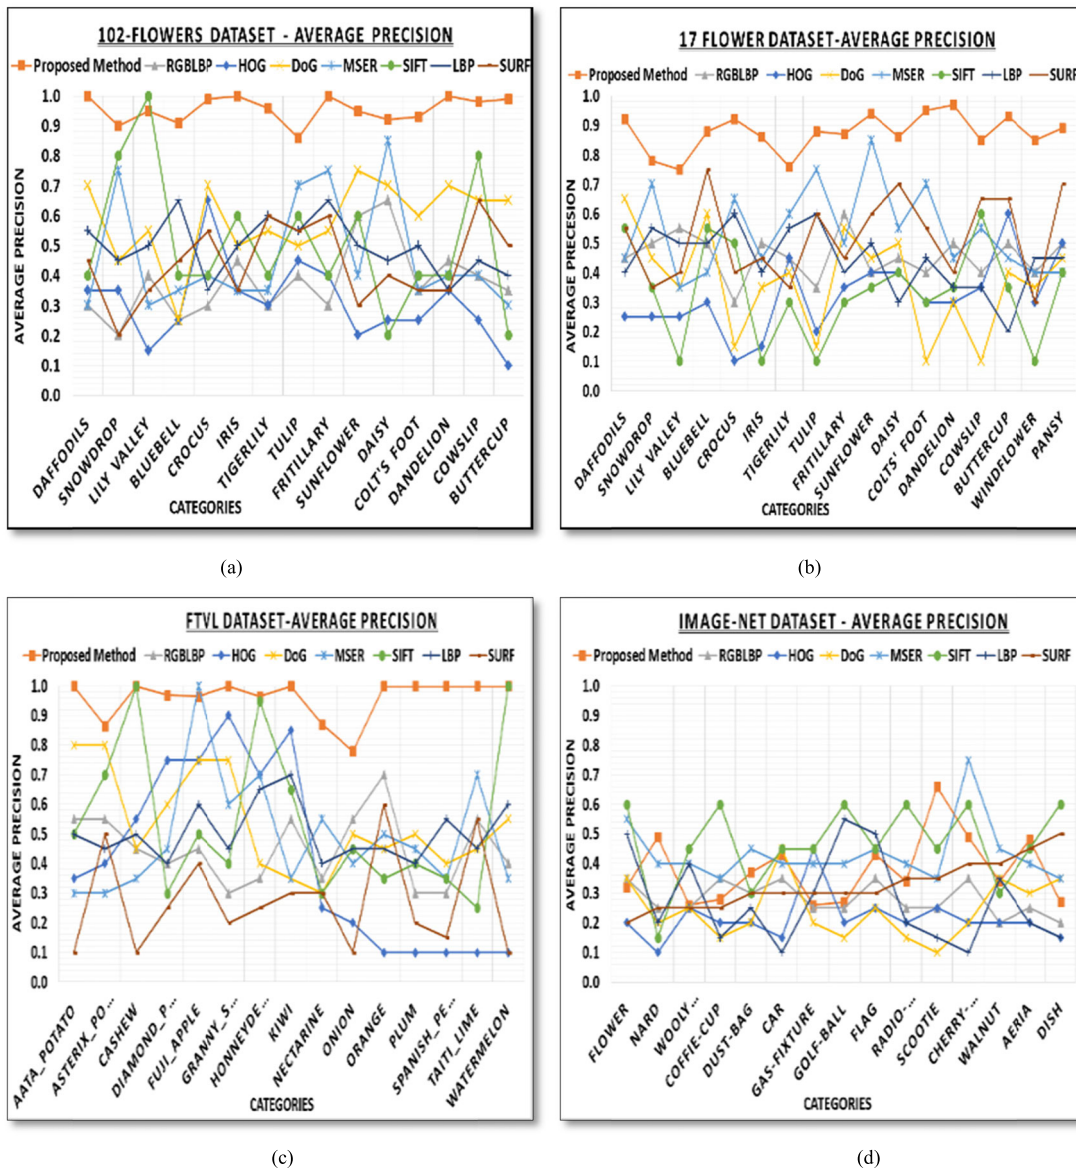 102-FLOWERS DATASET - AVERAGE PRECISION
Proposed Method RGBLBP HOG DoG MSER SIFT LBP SURF
AVERAGE PRECISION
1.0
0.9
0.8
0.7
0.6
0.5
0.4
0.3
0.2
0.1
0.0
DAFFODILS
SNOWDROP
LILY VALLEY
BLUEBELL
CROCUS
IRIS
TIGERLILY
TULIP
FRITILLARY
SUNFLOWER
DAISY
COLT'S FOOT
DANDELION
COWSLIP
BUTTERCUP
CATEGORIES
(a)
17 FLOWER DATASET-AVERAGE PRECISION
Proposed Method RGBLBP HOG DoG MSER SIFT LBP SURF
AVERAGE PRECESION
1.0
0.9
0.8
0.7
0.6
0.5
0.4
0.3
0.2
0.1
0.0
DAFFODILS
SNOWDROP
LILY VALLEY
BLUEBELL
CROCUS
IRIS
TIGERLILY
TULIP
FRITILLARY
SUNFLOWER
DAISY
COLTS' FOOT
DANDELION
COWSLIP
BUTTERCUP
WINDFLOWER
PANSY
CATEGORIES
(b)
FTVL DATASET-AVERAGE PRECISION
Proposed Method RGBLBP HOG DoG MSER SIFT LBP SURF
AVERAGE PRECISION
1.0
0.9
0.8
0.7
0.6
0.5
0.4
0.3
0.2
0.1
0.0
AATA_POTATO
ASTERIX_PO...
CASHEW
DIAMOND_P...
FUJI_APPLE
GRANNY_S...
HONNEYDE...
KIWI
NECTARINE
ONION
ORANGE
PLUM
SPANISH_PE...
TAITI_LIME
WATERMELON
CATEGORIES
(c)
IMAGE-NET DATASET - AVERAGE PRECISION
Proposed Method RGBLBP HOG DoG MSER SIFT LBP SURF
AVERAGE PRECISION
1.0
0.9
0.8
0.7
0.6
0.5
0.4
0.3
0.2
0.1
0.0
FLOWER
NARD
WOOLY...
COFFIE-CUP
DUST-BAG
CAR
GAS-FIXTURE
GOLF-BALL
FLAG
RADIO-...
SCOOTIE
CHERRY-...
WALNUT
AERIA
DISH
CATEGORIES
(d)